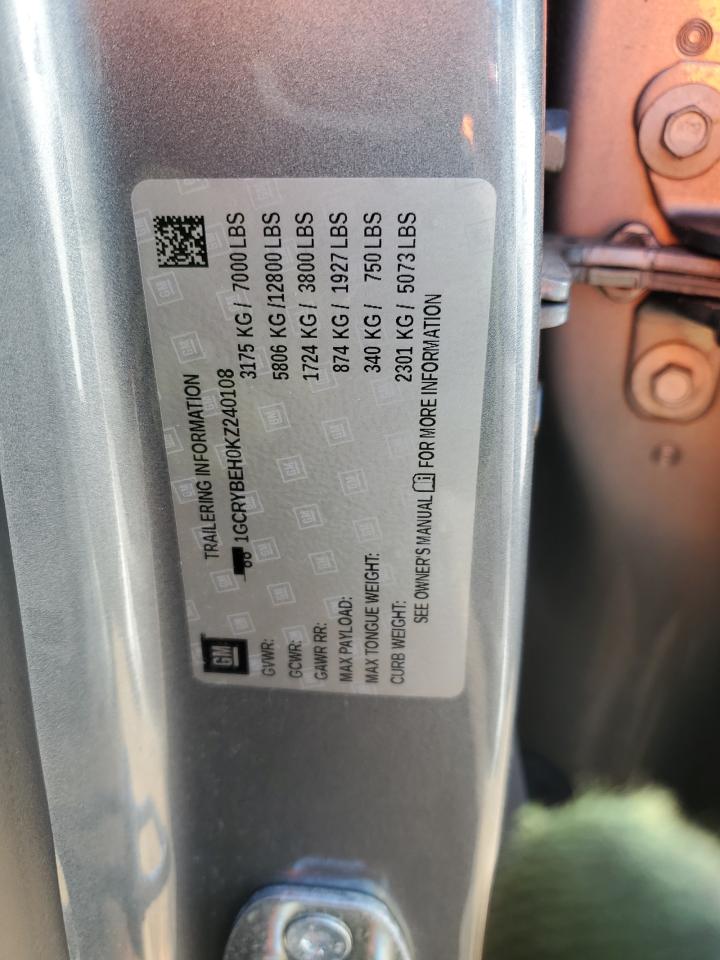 GM
TRAILERING INFORMATION
1GCRYBEH0KZ240108
GVWR: 3175 KG / 7000 LBS
GCWR: 5806 KG /12800 LBS
GAWR RR: 1724 KG / 3800 LBS
MAX PAYLOAD: 874 KG / 1927 LBS
MAX TONGUE WEIGHT: 340 KG / 750 LBS
CURB WEIGHT: 2301 KG / 5073 LBS
SEE OWNER'S MANUAL FOR MORE INFORMATION